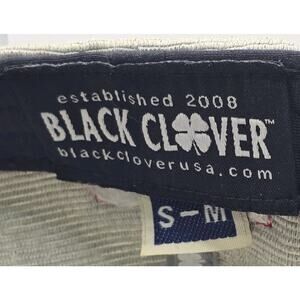 established 2008
BLACK CLOVER™
blackcloverusa.com
S-M